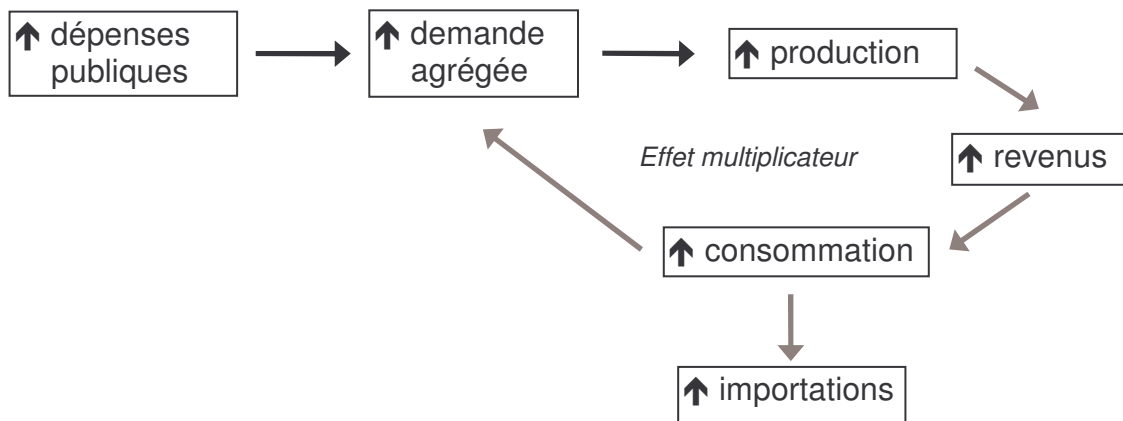 🡹 dépenses
publiques
🡹 demande
agrégée
🡹 production
Effet multiplicateur
🡹 revenus
🡹 consommation
🡹 importations